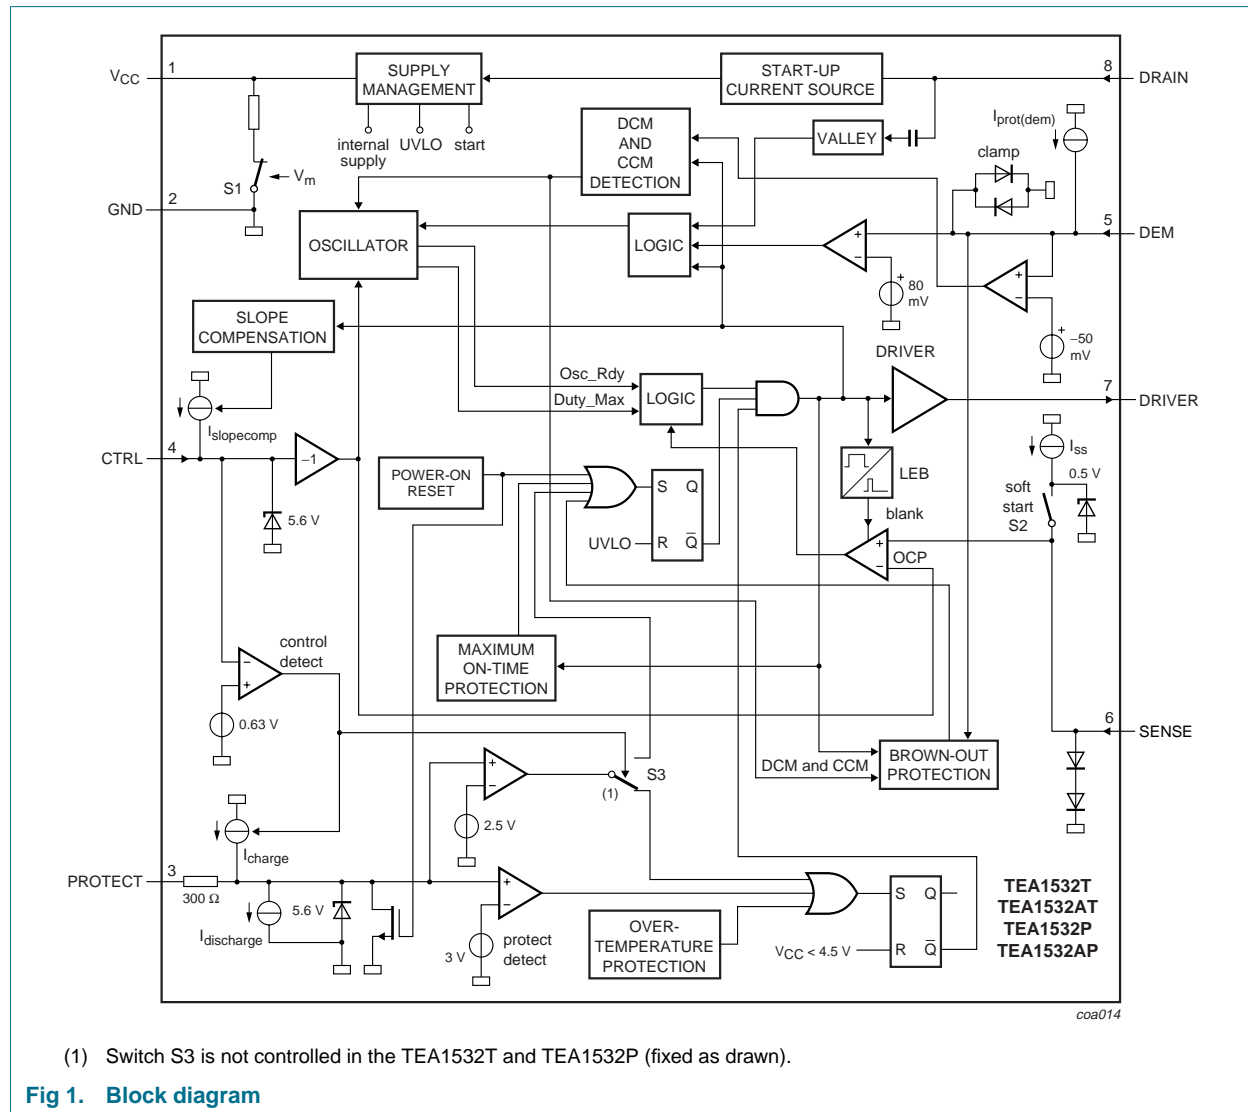 VCC
1
SUPPLY
MANAGEMENT
START-UP
CURRENT SOURCE
8
DRAIN
internal
supply
UVLO
start
DCM
AND
CCM
DETECTION
VALLEY
Iprot(dem)
clamp
S1
Vm
2
GND
OSCILLATOR
LOGIC
+
−
+
80
mV
5
DEM
+
−
+
−50
mV
SLOPE
COMPENSATION
DRIVER
Osc_Rdy
Duty_Max
LOGIC
7
DRIVER
Islopecomp
4
CTRL
−1
5.6 V
POWER-ON
RESET
S Q
R Q
UVLO
LEB
blank
+
−
OCP
Iss
0.5 V
soft
start
S2
control
detect
−
+
0.63 V
MAXIMUM
ON-TIME
PROTECTION
6
SENSE
+
−
2.5 V
S3
(1)
DCM and CCM
BROWN-OUT
PROTECTION
Icharge
3
PROTECT
300 Ω
Idischarge
5.6 V
+
−
3 V
protect
detect
OVER-
TEMPERATURE
PROTECTION
VCC < 4.5 V
S Q
R Q
TEA1532T
TEA1532AT
TEA1532P
TEA1532AP
coa014
(1) Switch S3 is not controlled in the TEA1532T and TEA1532P (fixed as drawn).
Fig 1. Block diagram